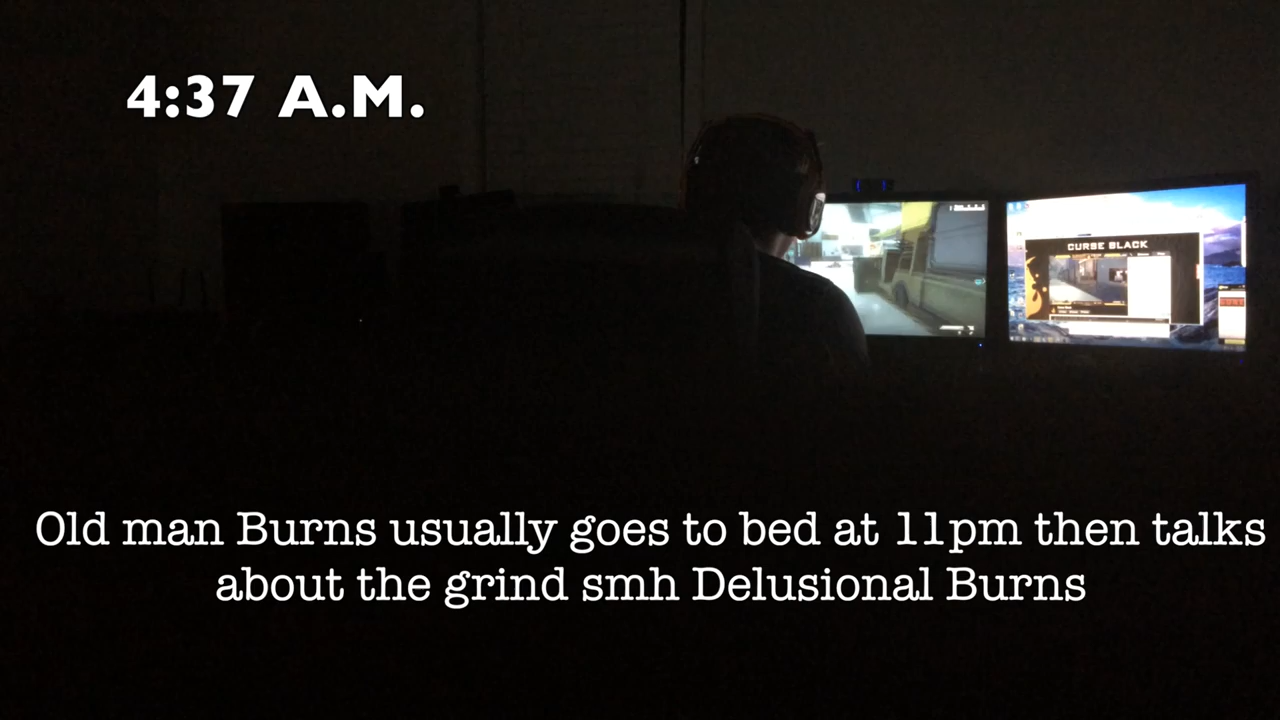 4:37 A.M.
CURSE BLACK
Old man Burns usually goes to bed at 11pm then talks
about the grind smh Delusional Burns